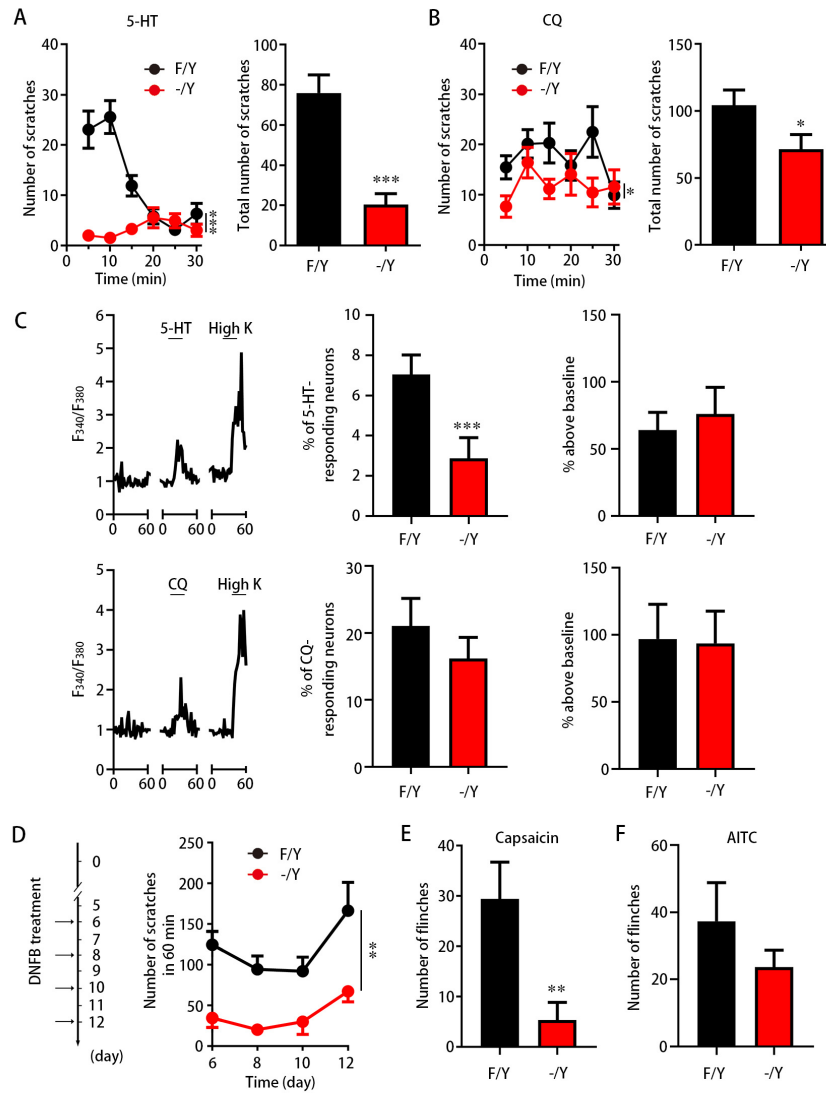 A
5-HT
Number of scratches
40
30
20
10
0
F/Y
-/Y
***
0
10
20
30
Time (min)
Total number of scratches
100
80
60
40
20
0
***
F/Y
-/Y
B
CQ
Number of scratches
40
30
20
10
0
F/Y
-/Y
*
0
10
20
30
Time (min)
Total number of scratches
150
100
50
0
*
F/Y
-/Y
C
F340/F380
6
5
4
3
2
1
0
5-HT
High K
0
60
0
60
0
60
% of 5-HT-
responding neurons
10
8
6
4
2
0
***
F/Y
-/Y
% above baseline
150
100
50
0
F/Y
-/Y
F340/F380
5
4
3
2
1
0
CQ
High K
0
60
0
60
0
60
% of CQ-
responding neurons
30
20
10
0
F/Y
-/Y
% above baseline
150
100
50
0
F/Y
-/Y
D
DNFB treatment
0
5
6
7
8
9
10
11
12
(day)
Number of scratches
in 60 min
250
200
150
100
50
0
F/Y
-/Y
**
6
8
10
12
Time (day)
E
Capsaicin
Number of flinches
40
30
20
10
0
**
F/Y
-/Y
F
AITC
Number of flinches
60
40
20
0
F/Y
-/Y